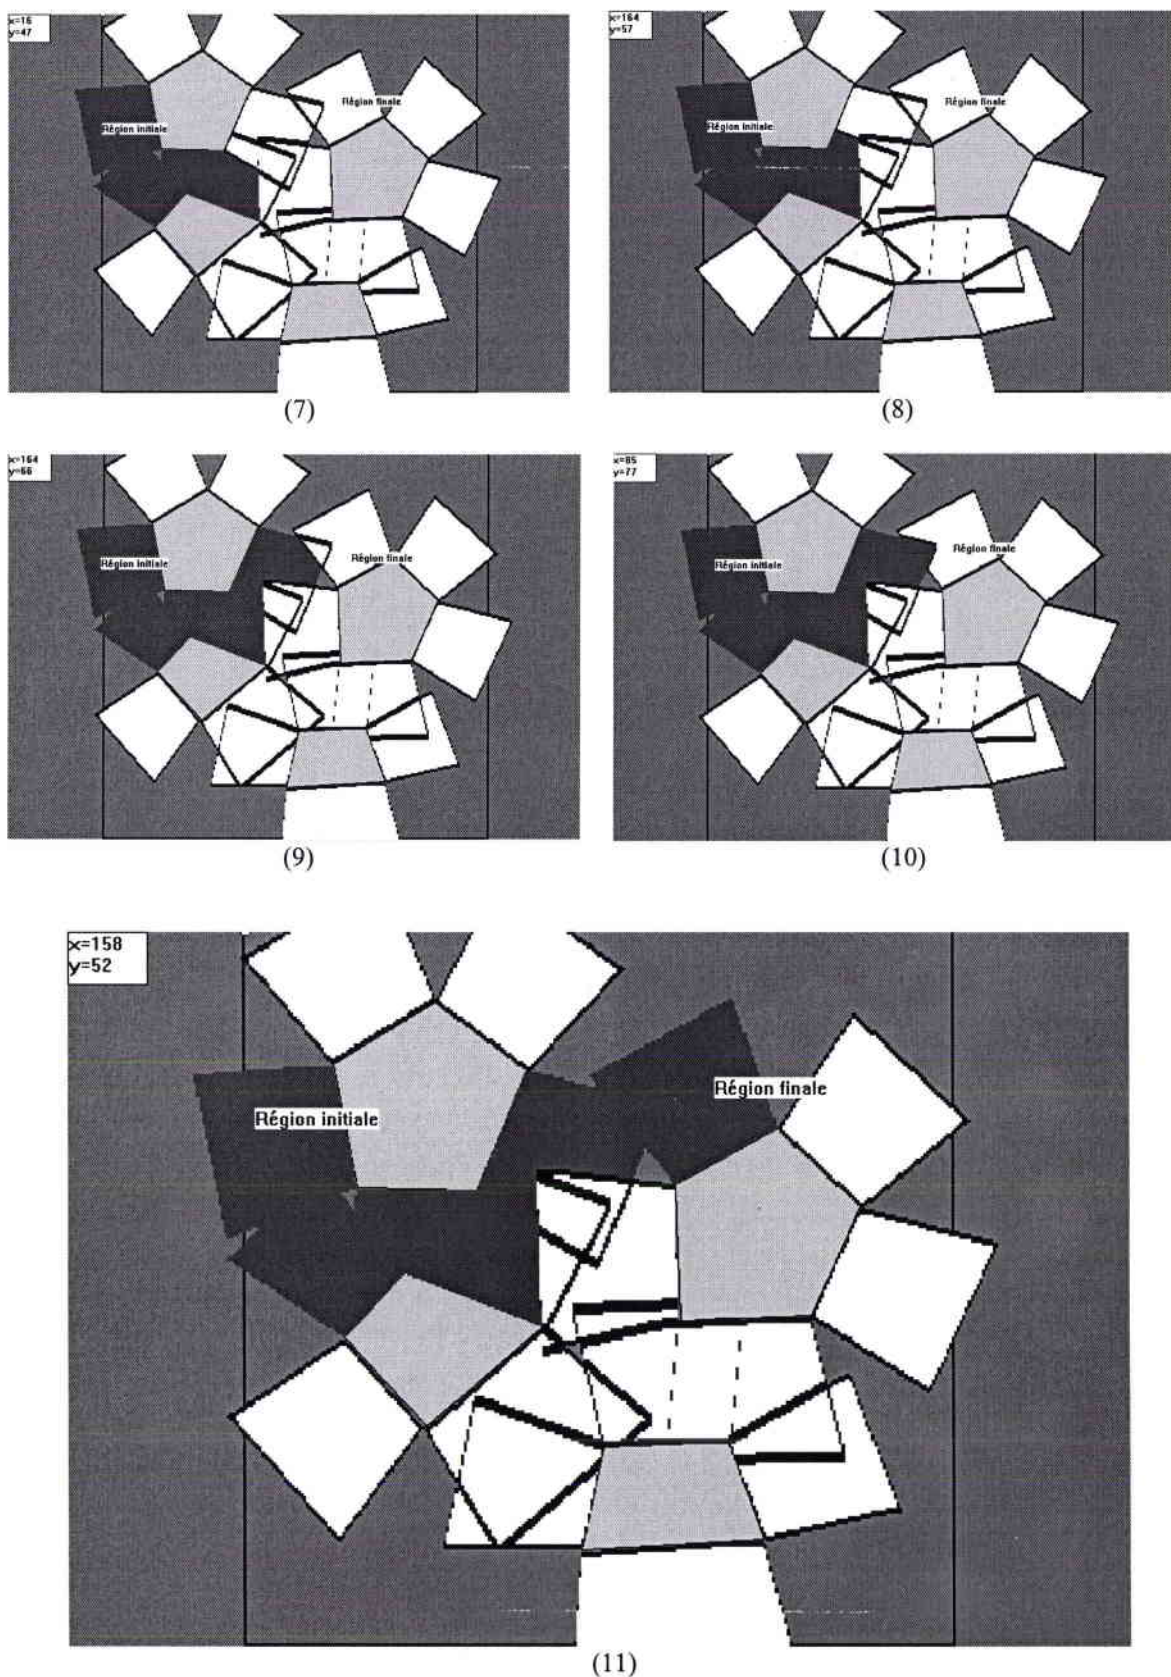 x=16
y=47
Région initiale
Région finale
(7)
x=164
y=57
Région initiale
Région finale
(8)
x=164
y=66
Région initiale
Région finale
(9)
x=85
y=77
Région initiale
Région finale
(10)
x=158
y=52
Région initiale
Région finale
(11)